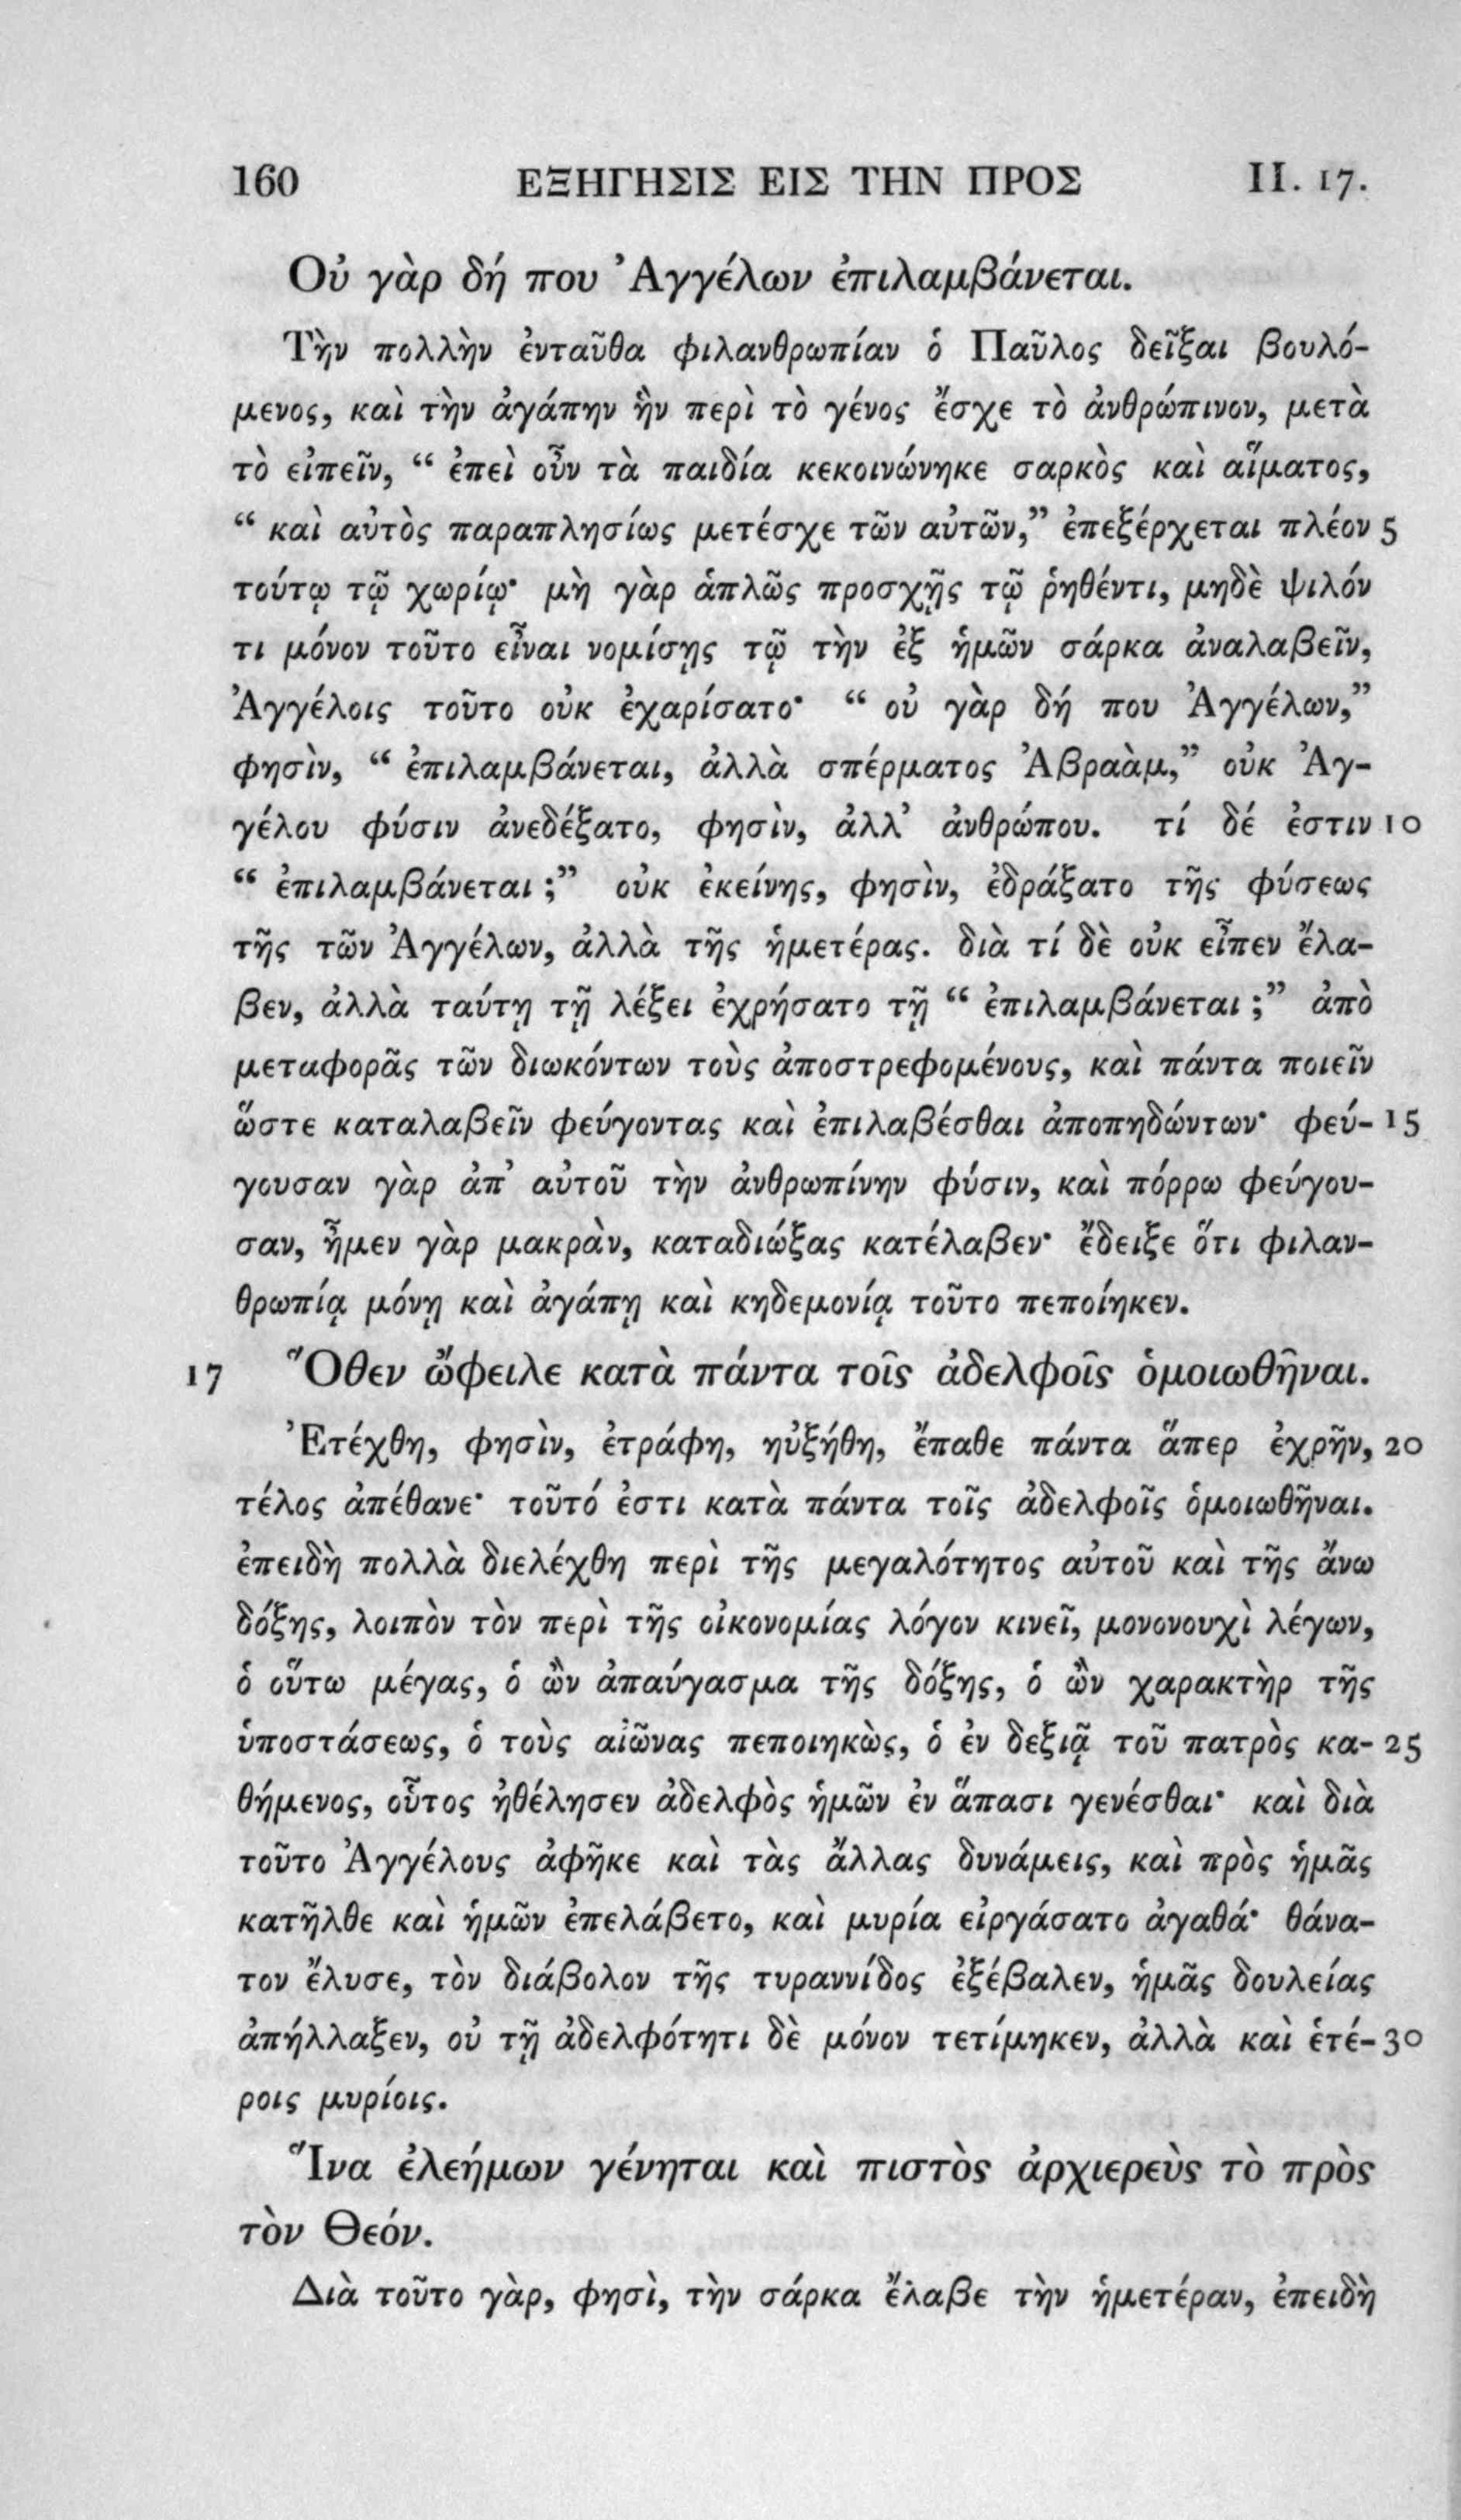 160 ΕΞΗΓΗΣΙΣ ΕΙΣ ΤΗΝ ΠΡΟΣ II. 17.
Οὐ γὰρ δή που Ἀγγέλων ἐπιλαμβάνεται.
Τὴν πολλὴν ἐνταῦθα φιλανθρωπίαν ὁ Παῦλος δεῖξαι βουλό-
μενος, καὶ τὴν ἀγάπην ἣν περὶ τὸ γένος ἔσχε τὸ ἀνθρώπινον, μετὰ
τὸ εἰπεῖν, “ ἐπεὶ οὖν τὰ παιδία κεκοινώνηκε σαρκὸς καὶ αἵματος,
“ καὶ αὐτὸς παραπλησίως μετέσχε τῶν αὐτῶν,” ἐπεξέρχεται πλέον 5
τούτῳ τῷ χωρίῳ· μὴ γὰρ ἁπλῶς προσχῇς τῷ ῥηθέντι, μηδὲ ψιλόν
τι μόνον τοῦτο εἶναι νομίσῃς τῷ τὴν ἐξ ἡμῶν σάρκα ἀναλαβεῖν,
Ἀγγέλοις τοῦτο οὐκ ἐχαρίσατο· “ οὐ γὰρ δή που Ἀγγέλων,”
φησὶν, “ ἐπιλαμβάνεται, ἀλλὰ σπέρματος Ἀβραὰμ,” οὐκ Ἀγ-
γέλου φύσιν ἀνεδέξατο, φησὶν, ἀλλ’ ἀνθρώπου. τί δέ ἐστιν 10
“ ἐπιλαμβάνεται ;” οὐκ ἐκείνης, φησὶν, ἐδράξατο τῆς φύσεως
τῆς τῶν Ἀγγέλων, ἀλλὰ τῆς ἡμετέρας. διὰ τί δὲ οὐκ εἶπεν ἔλα-
βεν, ἀλλὰ ταύτῃ τῇ λέξει ἐχρήσατο τῇ “ ἐπιλαμβάνεται ;” ἀπὸ
μεταφορᾶς τῶν διωκόντων τοὺς ἀποστρεφομένους, καὶ πάντα ποιεῖν
ὥστε καταλαβεῖν φεύγοντας καὶ ἐπιλαβέσθαι ἀποπηδώντων· φεύ- 15
γουσαν γὰρ ἀπ’ αὐτοῦ τὴν ἀνθρωπίνην φύσιν, καὶ πόρρω φεύγου-
σαν, ἦμεν γὰρ μακρὰν, καταδιώξας κατέλαβεν· ἔδειξε ὅτι φιλαν-
θρωπίᾳ μόνῃ καὶ ἀγάπῃ καὶ κηδεμονίᾳ τοῦτο πεποίηκεν.
17 Ὅθεν ὤφειλε κατὰ πάντα τοῖς ἀδελφοῖς ὁμοιωθῆναι.
Ἐτέχθη, φησὶν, ἐτράφη, ηὐξήθη, ἔπαθε πάντα ἅπερ ἐχρῆν, 20
τέλος ἀπέθανε· τοῦτό ἐστι κατὰ πάντα τοῖς ἀδελφοῖς ὁμοιωθῆναι.
ἐπειδὴ πολλὰ διελέχθη περὶ τῆς μεγαλότητος αὐτοῦ καὶ τῆς ἄνω
δόξης, λοιπὸν τὸν περὶ τῆς οἰκονομίας λόγον κινεῖ, μονονουχὶ λέγων,
ὁ οὕτω μέγας, ὁ ὢν ἀπαύγασμα τῆς δόξης, ὁ ὢν χαρακτὴρ τῆς
ὑποστάσεως, ὁ τοὺς αἰῶνας πεποιηκὼς, ὁ ἐν δεξιᾷ τοῦ πατρὸς κα- 25
θήμενος, οὗτος ἠθέλησεν ἀδελφὸς ἡμῶν ἐν ἅπασι γενέσθαι· καὶ διὰ
τοῦτο Ἀγγέλους ἀφῆκε καὶ τὰς ἄλλας δυνάμεις, καὶ πρὸς ἡμᾶς
κατῆλθε καὶ ἡμῶν ἐπελάβετο, καὶ μυρία εἰργάσατο ἀγαθά· θάνα-
τον ἔλυσε, τὸν διάβολον τῆς τυραννίδος ἐξέβαλεν, ἡμᾶς δουλείας
ἀπήλλαξεν, οὐ τῇ ἀδελφότητι δὲ μόνον τετίμηκεν, ἀλλὰ καὶ ἑτέ- 30
ροις μυρίοις.
Ἵνα ἐλεήμων γένηται καὶ πιστὸς ἀρχιερεὺς τὸ πρὸς
τὸν Θεόν.
Διὰ τοῦτο γὰρ, φησὶ, τὴν σάρκα ἔλαβε τὴν ἡμετέραν, ἐπειδὴ